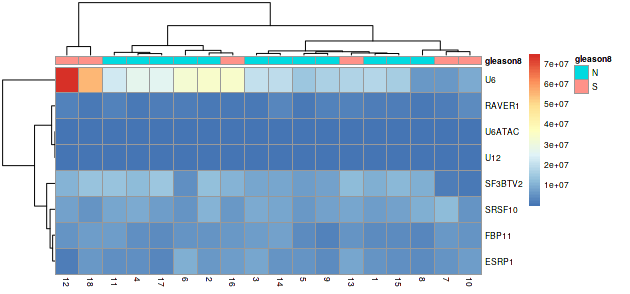 gleason8
U6
RAVER1
U6ATAC
U12
SF3BTV2
SRSF10
FBP11
ESRP1
12 18 11 4 17 6 2 16 3 14 5 9 13 1 15 8 7 10
7e+07
6e+07
5e+07
4e+07
3e+07
2e+07
1e+07
gleason8
N
S